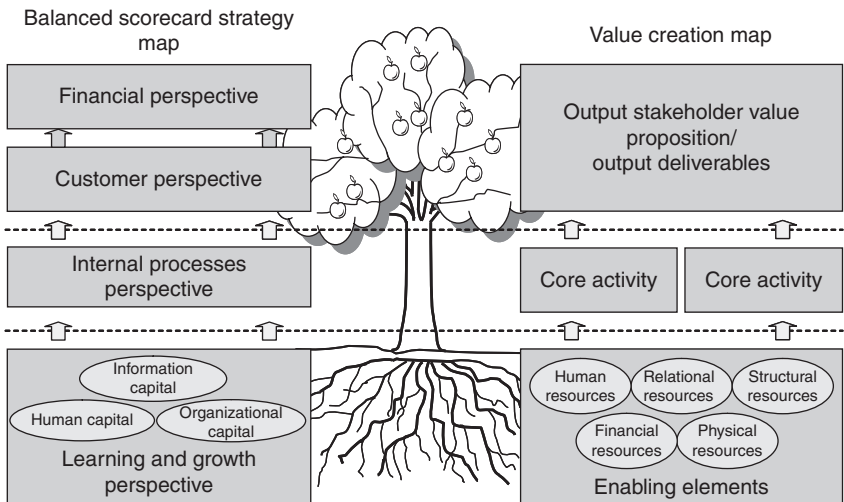 Balanced scorecard strategy
map
Financial perspective
Customer perspective
Internal processes
perspective
Information
capital
Human capital
Organizational
capital
Learning and growth
perspective
Value creation map
Output stakeholder value
proposition/
output deliverables
Core activity
Core activity
Human
resources
Relational
resources
Structural
resources
Financial
resources
Physical
resources
Enabling elements